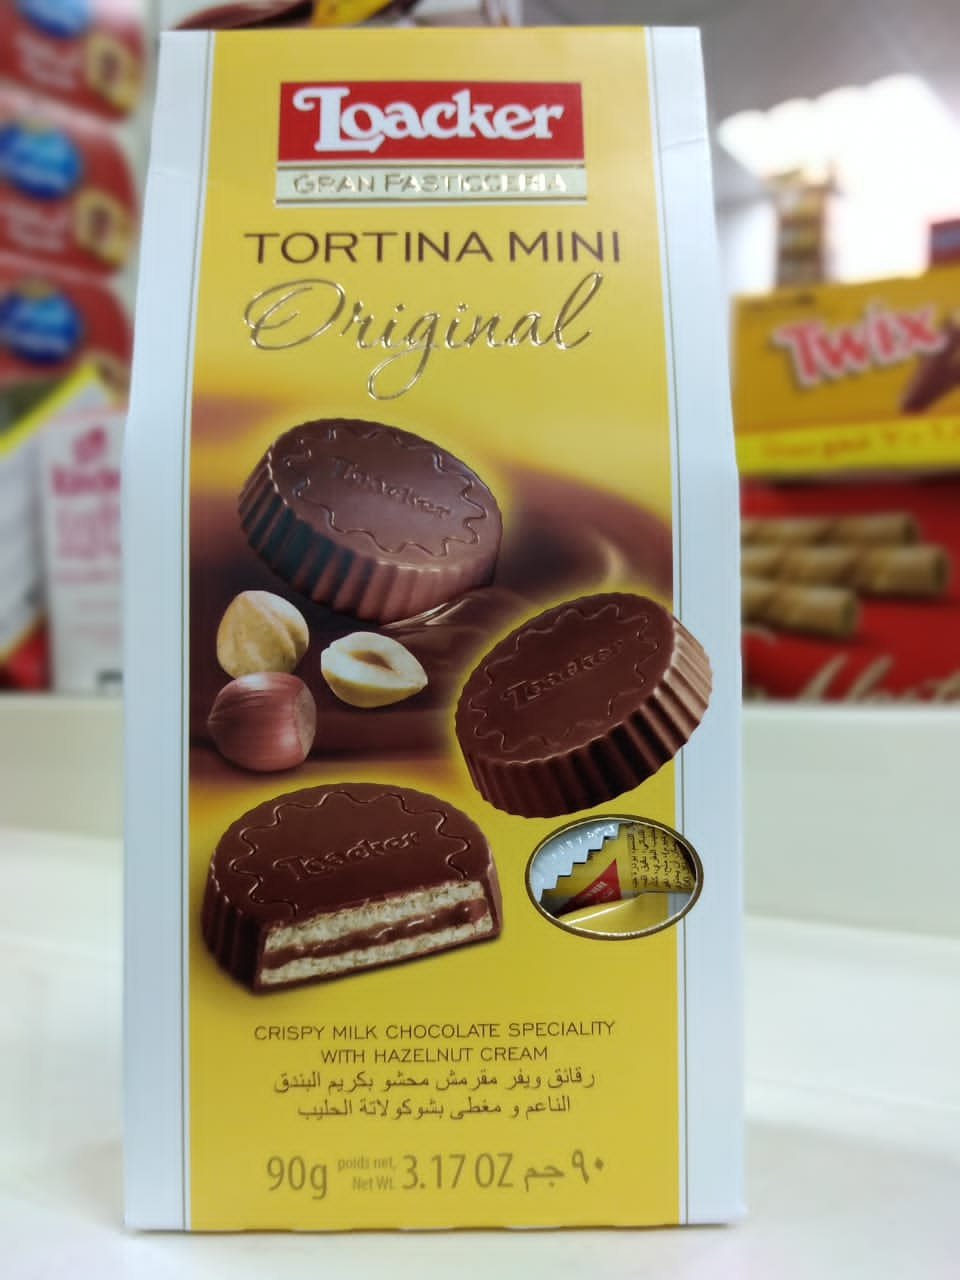 Loacker
GRAN PASTICCERIA
TORTINA MINI
Original
Loacker
Loacker
Loacker
CRISPY MILK CHOCOLATE SPECIALITY
WITH HAZELNUT CREAM
رقائق ويفر مقرمش محشو بكريم البندق
الناعم و مغطى بشوكولاتة الحليب
90g poids net, Net Wt. 3.17 OZ ٩٠ جم
Twix